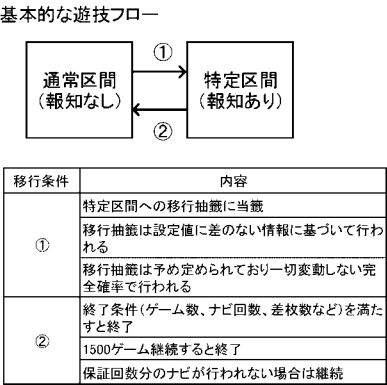 基本的な遊技フロー
①
通常区間
(報知なし)
特定区間
(報知あり)
②
移行条件
内容
①
特定区間への移行抽籤に当籤
移行抽籤は設定値に差のない情報に基づいて行わ
れる
移行抽籤は予め定められており一切変動しない完
全確率で行われる
②
終了条件(ゲーム数、ナビ回数、差枚数など)を満た
すと終了
1500ゲーム継続すると終了
保証回数分のナビが行われない場合は継続